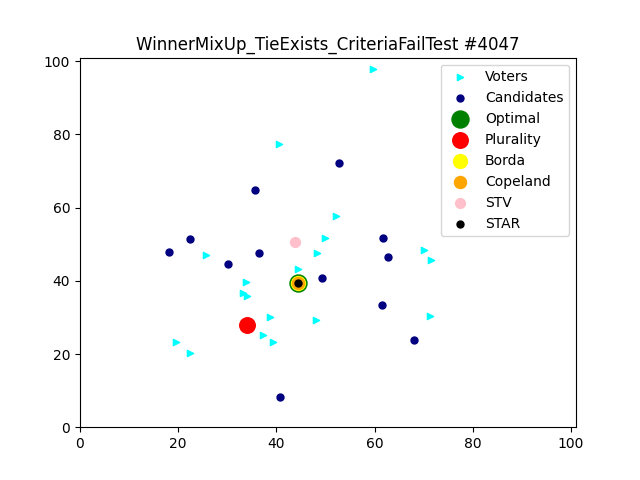 WinnerMixUp_TieExists_CriteriaFailTest #4047
100
80
60
40
20
0
0
20
40
60
80
100
Voters
Candidates
Optimal
Plurality
Borda
Copeland
STV
STAR